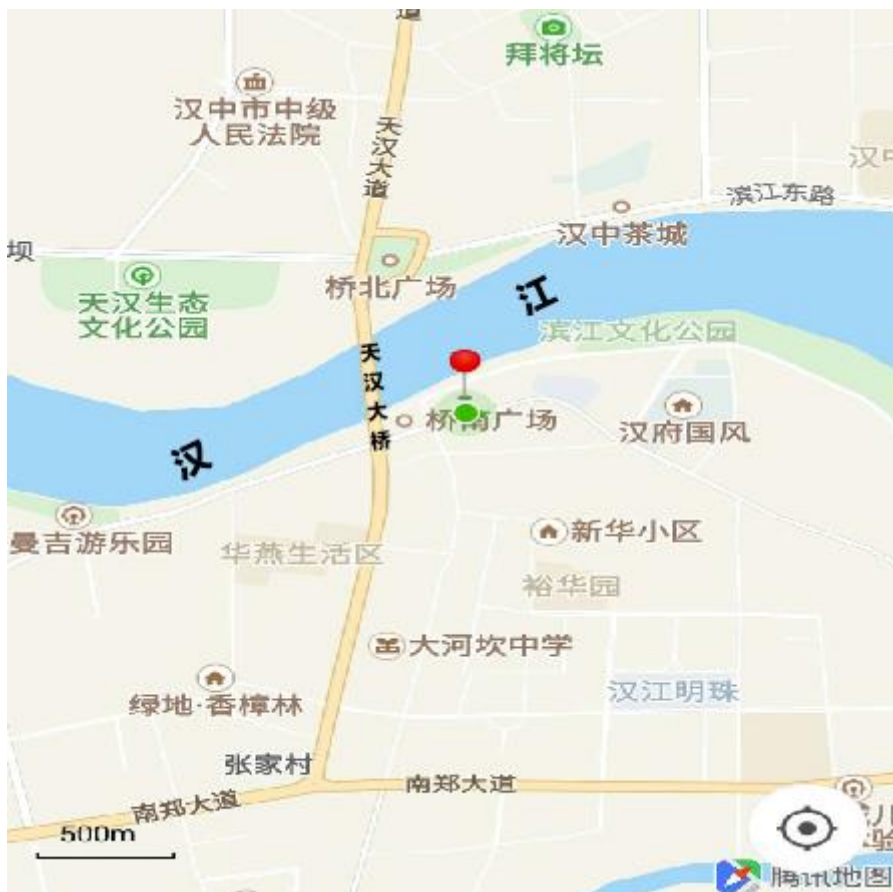 道
拜将坛
汉中市中级
人民法院
天汉大道
汉中
滨江东路
汉中茶城
坝
桥北广场
天汉生态
文化公园
江
滨江文化公园
天汉大桥
桥南广场
汉府国风
汉
曼吉游乐园
华燕生活区
新华小区
裕华园
大河坎中学
绿地·香樟林
汉江明珠
张家村
南郑大道
南郑大道
500m
腾讯地图